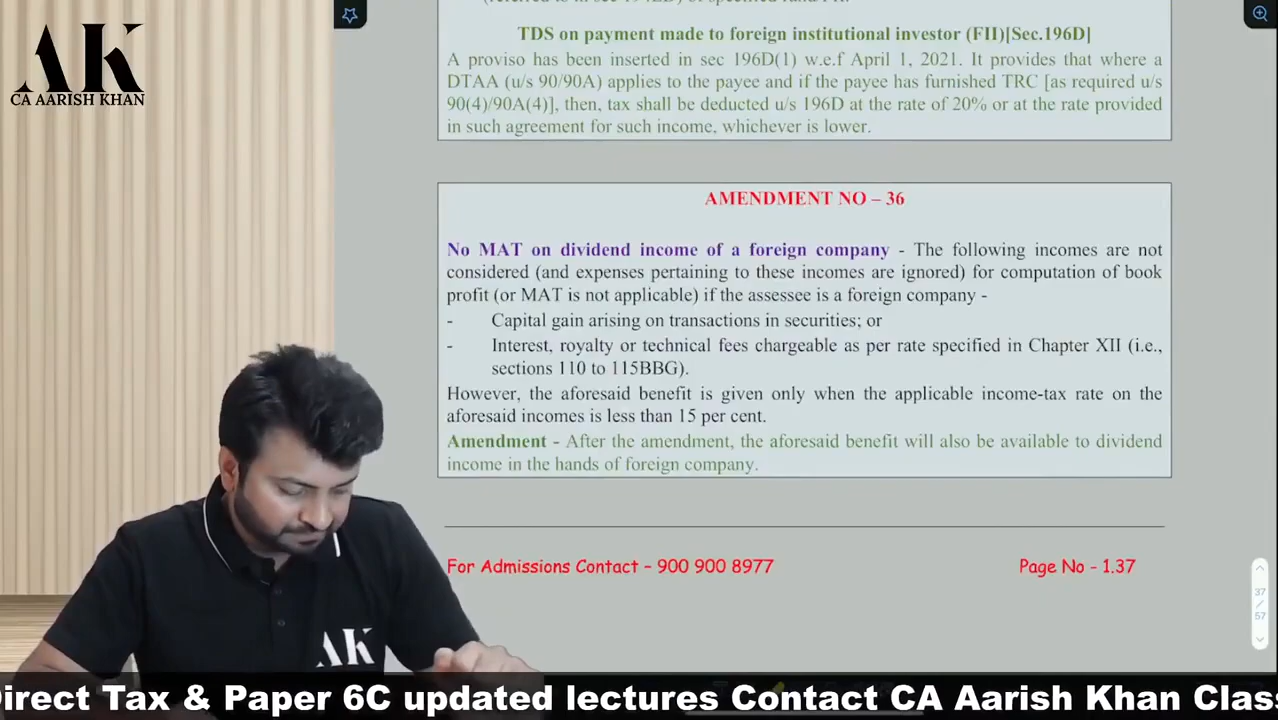 AK
CA AARISH KHAN
TDS on payment made to foreign institutional investor (FII)[Sec.196D]
A proviso has been inserted in sec 196D(1) w.e.f April 1, 2021. It provides that where a
DTAA (u/s 90/90A) applies to the payee and if the payee has furnished TRC [as required u/s
90(4)/90A(4)], then, tax shall be deducted u/s 196D at the rate of 20% or at the rate provided
in such agreement for such income, whichever is lower.
AMENDMENT NO – 36
No MAT on dividend income of a foreign company - The following incomes are not
considered (and expenses pertaining to these incomes are ignored) for computation of book
profit (or MAT is not applicable) if the assessee is a foreign company -
- Capital gain arising on transactions in securities; or
- Interest, royalty or technical fees chargeable as per rate specified in Chapter XII (i.e.,
sections 110 to 115BBG).
However, the aforesaid benefit is given only when the applicable income-tax rate on the
aforesaid incomes is less than 15 per cent.
Amendment - After the amendment, the aforesaid benefit will also be available to dividend
income in the hands of foreign company.
For Admissions Contact – 900 900 8977
Page No - 1.37
37
/
57
AK
Direct Tax & Paper 6C updated lectures Contact CA Aarish Khan Clas